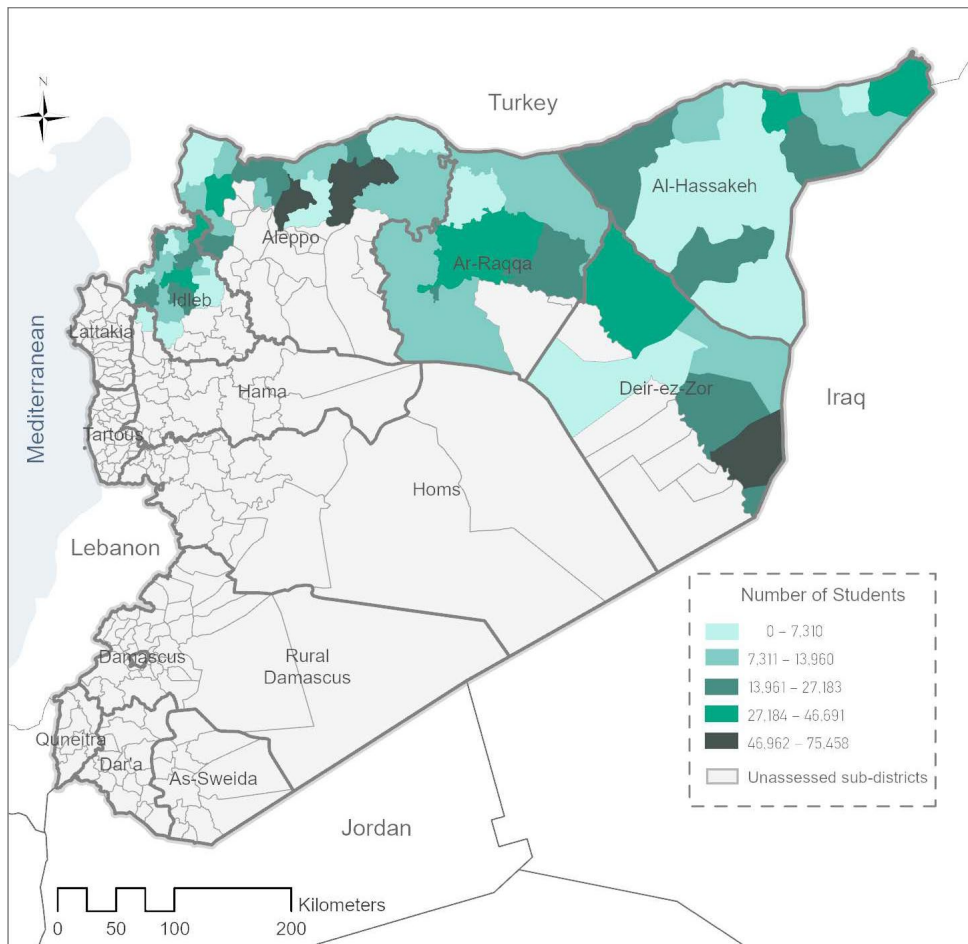 N
Turkey
Al-Hassakeh
Aleppo
Ar-Raqqa
Idleb
Lattakia
Mediterranean
Hama
Deir-ez-Zor
Iraq
Tartous
Homs
Lebanon
Number of Students
0 – 7,310
7,311 – 13,960
13,961 – 27,183
27,184 – 46,691
46,962 – 75,458
Unassessed sub-districts
Damascus
Rural
Damascus
Quneitra
Dar'a
As-Sweida
Jordan
Kilometers
0 50 100 200